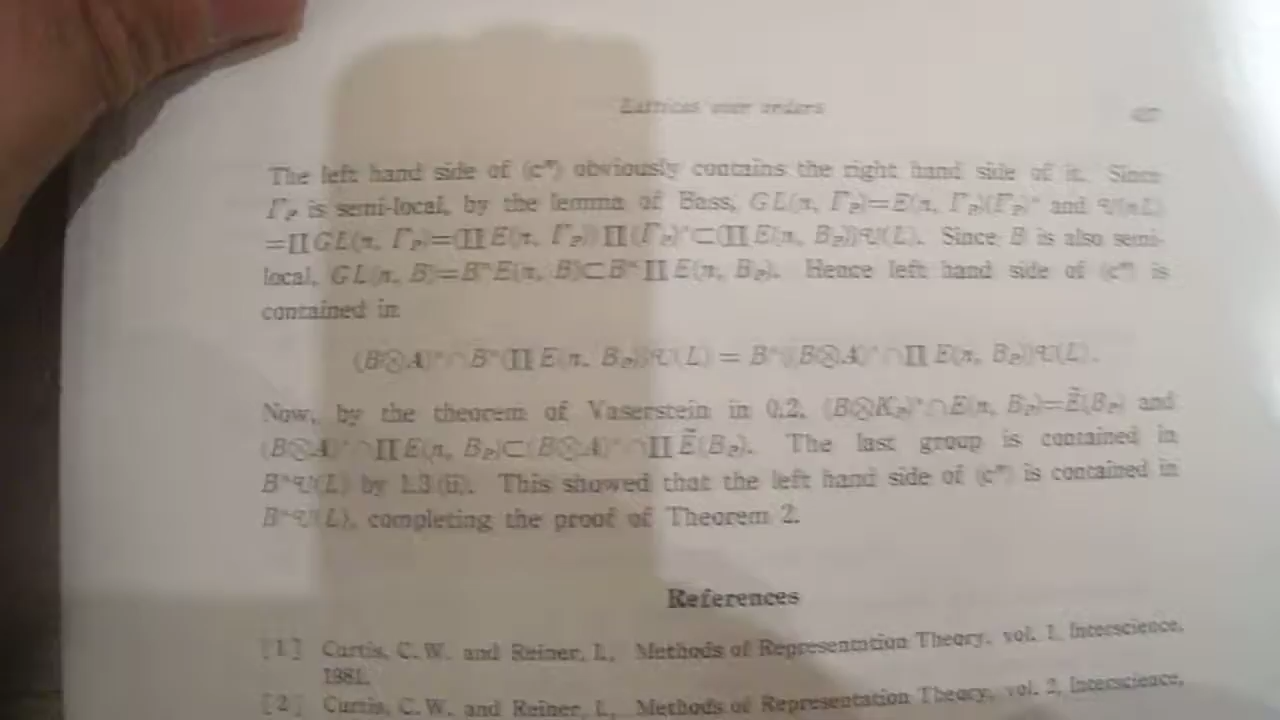 Lattices over orders
The left hand side of (c″) obviously contains the right hand side of it. Since
Γ_P is semi-local, by the lemma of Bass, GL(n, Γ_P)=E(n, Γ_P)(Γ_P)* and 𝒰(nL)
=∏GL(n, Γ_P)=(∏E(n, Γ_P))∏(Γ_P)*⊂(∏E(n, B_P))𝒰(L). Since B is also semi-
local, GL(n, B)=B*E(n, B)⊂B*∏E(n, B_P). Hence left hand side of (c″) is
contained in
(B⊗A)*∩B*(∏E(n, B_P))𝒰(L) = B*((B⊗A)*∩∏E(n, B_P))𝒰(L).
Now, by the theorem of Vaserstein in 0.2, (B⊗K_P)*∩E(n, B_P)=Ẽ(B_P) and
(B⊗A)*∩∏E(n, B_P)⊂(B⊗A)*∩∏Ẽ(B_P). The last group is contained in
B*𝒰(L) by 1.3 (ii). This showed that the left hand side of (c″) is contained in
B*𝒰(L), completing the proof of Theorem 2.
References
[1] Curtis, C.W. and Reiner, I., Methods of Representation Theory, vol. 1, Interscience,
1981.
[2] Curtis, C.W. and Reiner, I., Methods of Representation Theory, vol. 2, Interscience,